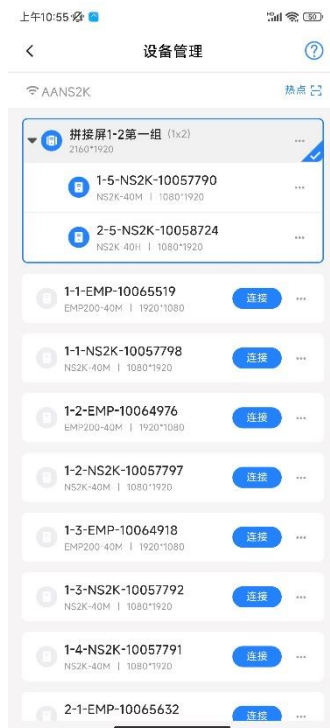 上午10:55
50
设备管理
?
AANS2K
热点
拼接屏1-2第一组 (1x2)
2160*1920
1-5-NS2K-10057790
NS2K-40M | 1080*1920
2-5-NS2K-10058724
NS2K-40H | 1080*1920
1-1-EMP-10065519
EMP200-40M | 1920*1080
连接
1-1-NS2K-10057798
NS2K-40M | 1080*1920
连接
1-2-EMP-10064976
EMP200-40M | 1920*1080
连接
1-2-NS2K-10057797
NS2K-40M | 1080*1920
连接
1-3-EMP-10064918
EMP200-40M | 1920*1080
连接
1-3-NS2K-10057792
NS2K-40M | 1080*1920
连接
1-4-NS2K-10057791
NS2K-40M | 1080*1920
连接
2-1-EMP-10065632
连接